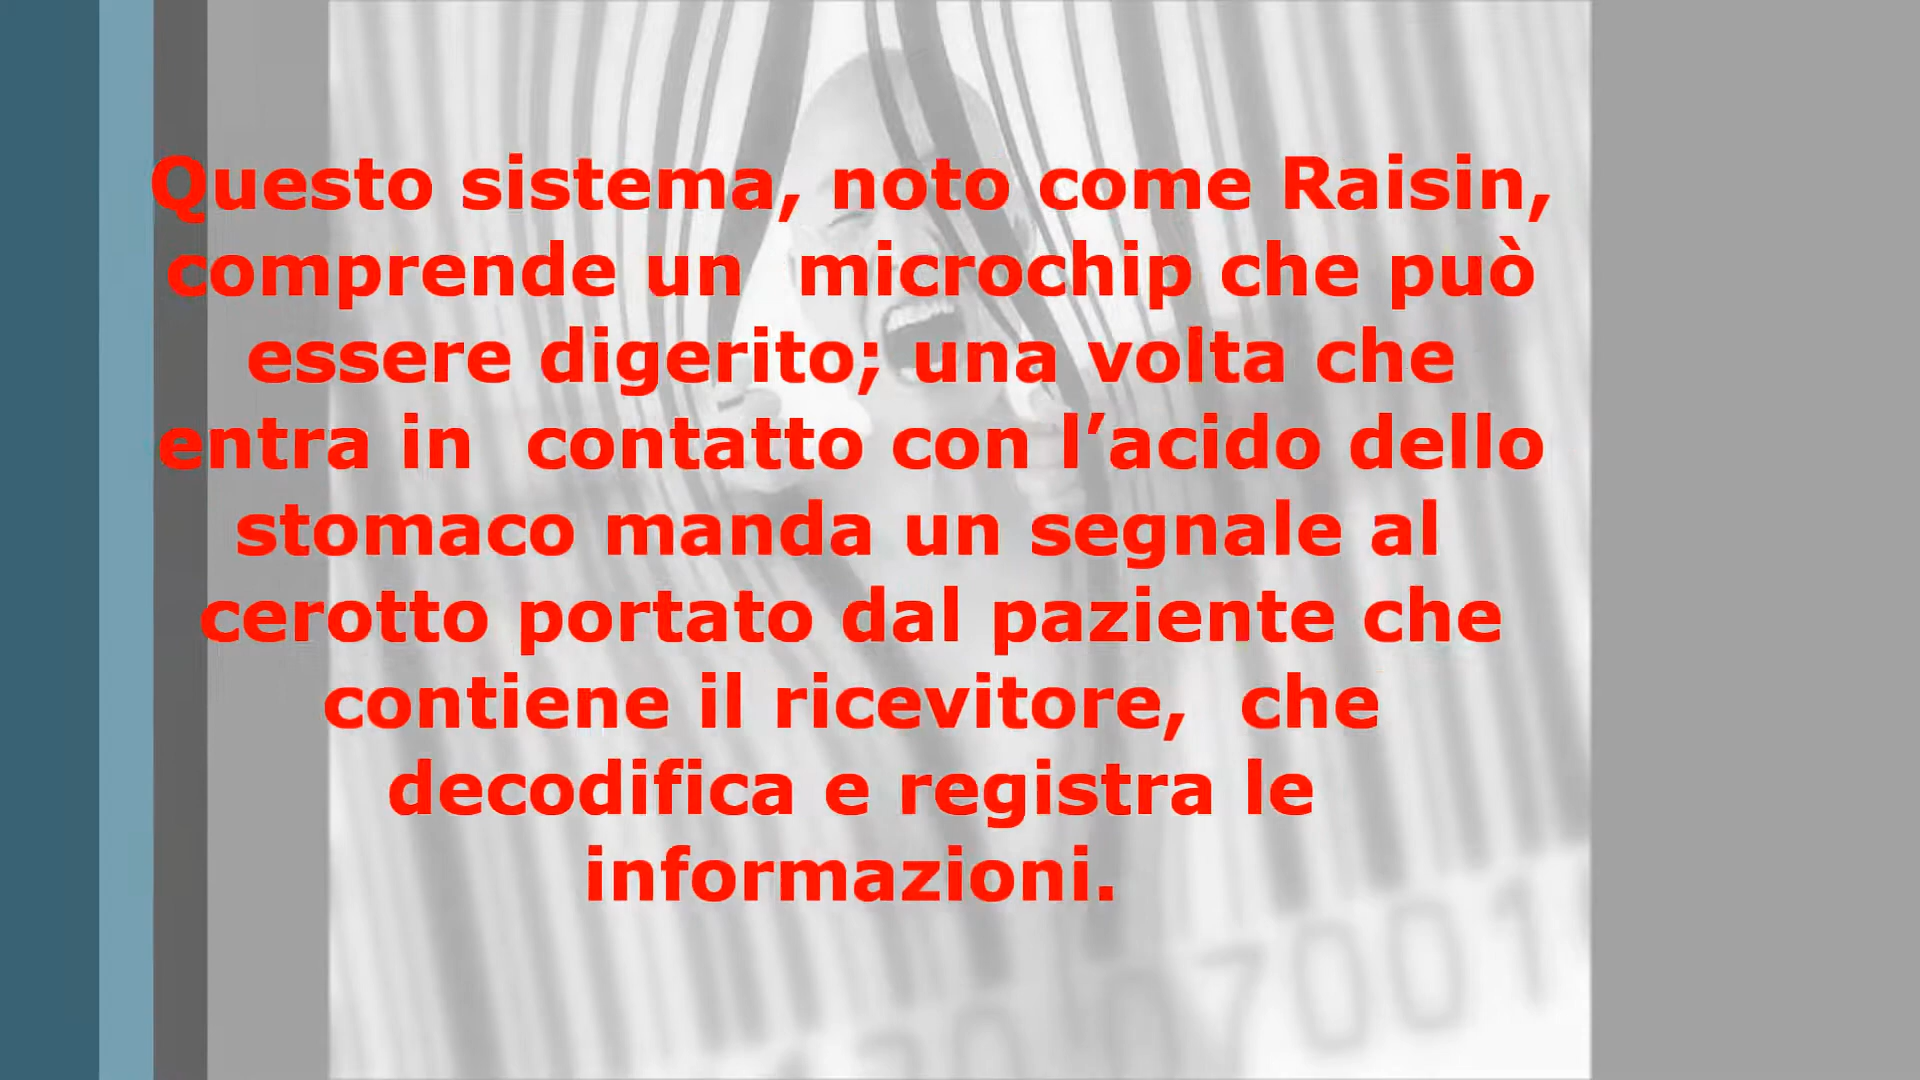 Questo sistema, noto come Raisin,
comprende un  microchip che può
essere digerito; una volta che
entra in  contatto con l’acido dello
stomaco manda un segnale al
cerotto portato dal paziente che
contiene il ricevitore,  che
decodifica e registra le
informazioni.
07001